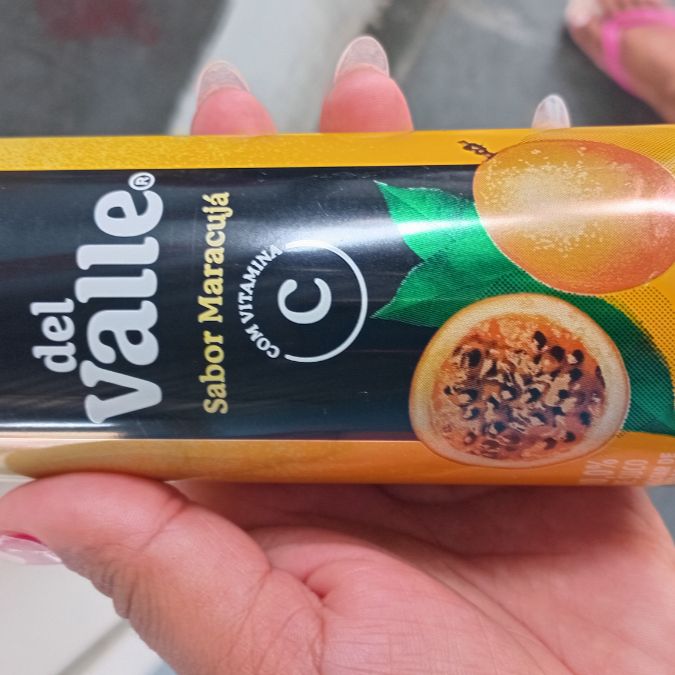 del
Valle®
Sabor Maracujá
COM VITAMINA
C